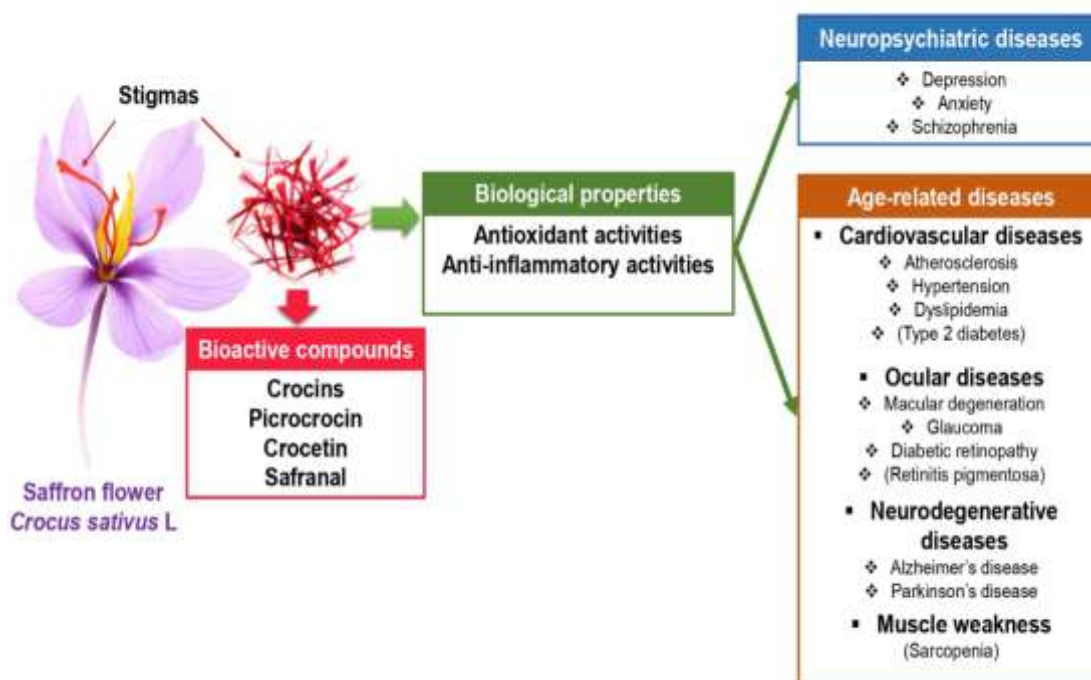 Stigmas
Saffron flower
Crocus sativus L
Bioactive compounds
Crocins
Picrocrocin
Crocetin
Safranal
Biological properties
Antioxidant activities
Anti-inflammatory activities
Neuropsychiatric diseases
❖ Depression
❖ Anxiety
❖ Schizophrenia
Age-related diseases
▪ Cardiovascular diseases
❖ Atherosclerosis
❖ Hypertension
❖ Dyslipidemia
❖ (Type 2 diabetes)
▪ Ocular diseases
❖ Macular degeneration
❖ Glaucoma
❖ Diabetic retinopathy
❖ (Retinitis pigmentosa)
▪ Neurodegenerative
diseases
❖ Alzheimer’s disease
❖ Parkinson’s disease
▪ Muscle weakness
(Sarcopenia)